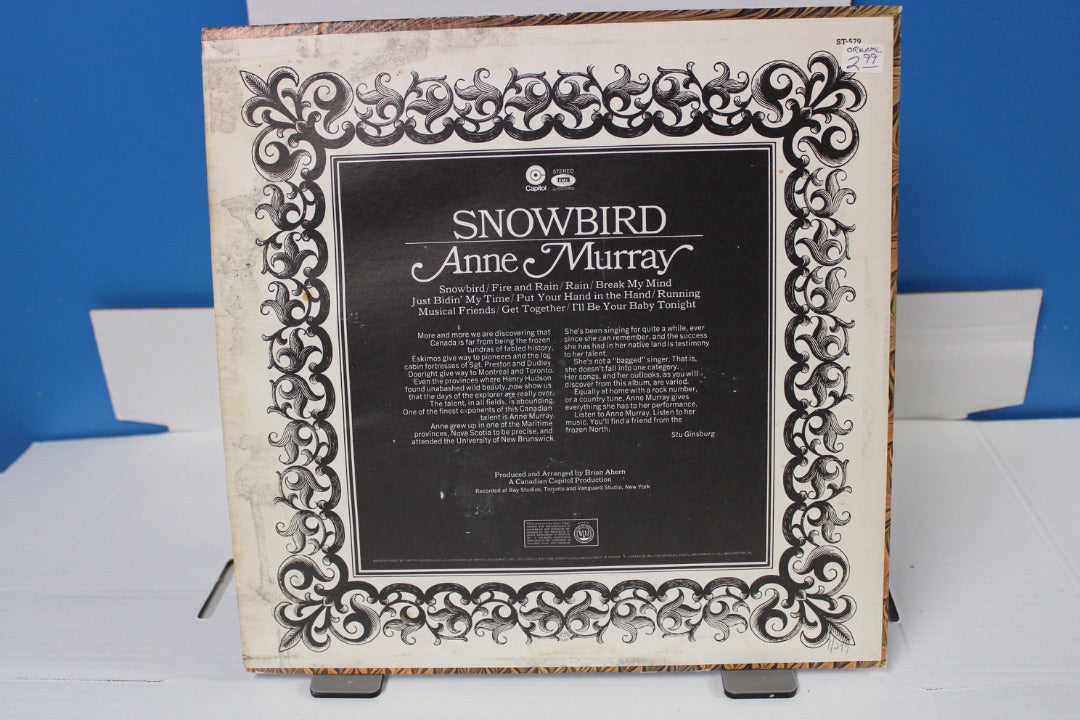 ST-579
ORIGINAL
2.99
Capitol
STEREO
EMI
SNOWBIRD
Anne Murray
Snowbird/Fire and Rain/Rain/Break My Mind
Just Bidin' My Time/Put Your Hand in the Hand/Running
Musical Friends/Get Together/I'll Be Your Baby Tonight
More and more we are discovering that
Canada is far from being the frozen
tundras of fabled history.
Eskimos give way to pioneers and the log
cabin fortresses of Sgt. Preston and Dudley
Dooright give way to Montreal and Toronto.
Even the provinces where Henry Hudson
found unabashed wild beauty, now show us
that the days of the explorer are really over.
The talent, in all fields, is abounding.
One of the finest exponents of this Canadian
talent is Anne Murray.
Anne grew up in one of the Maritime
provinces, Nova Scotia to be precise, and
attended the University of New Brunswick.
She's been singing for quite a while, ever
since she can remember, and the success
she has had in her native land is testimony
to her talent.
She's not a "bagged" singer. That is,
she doesn't fall into one category.
Her songs, and her outlooks, as you will
discover from this album, are varied.
Equally at home with a rock number,
or a country tune, Anne Murray gives
everything she has to her performance.
Listen to Anne Murray. Listen to her
music. You'll find a friend from the
frozen North.
Stu Ginsburg
Produced and Arranged by Brian Ahern
A Canadian Capitol Production
Recorded at Bay Studios, Toronto and Vanguard Studio, New York